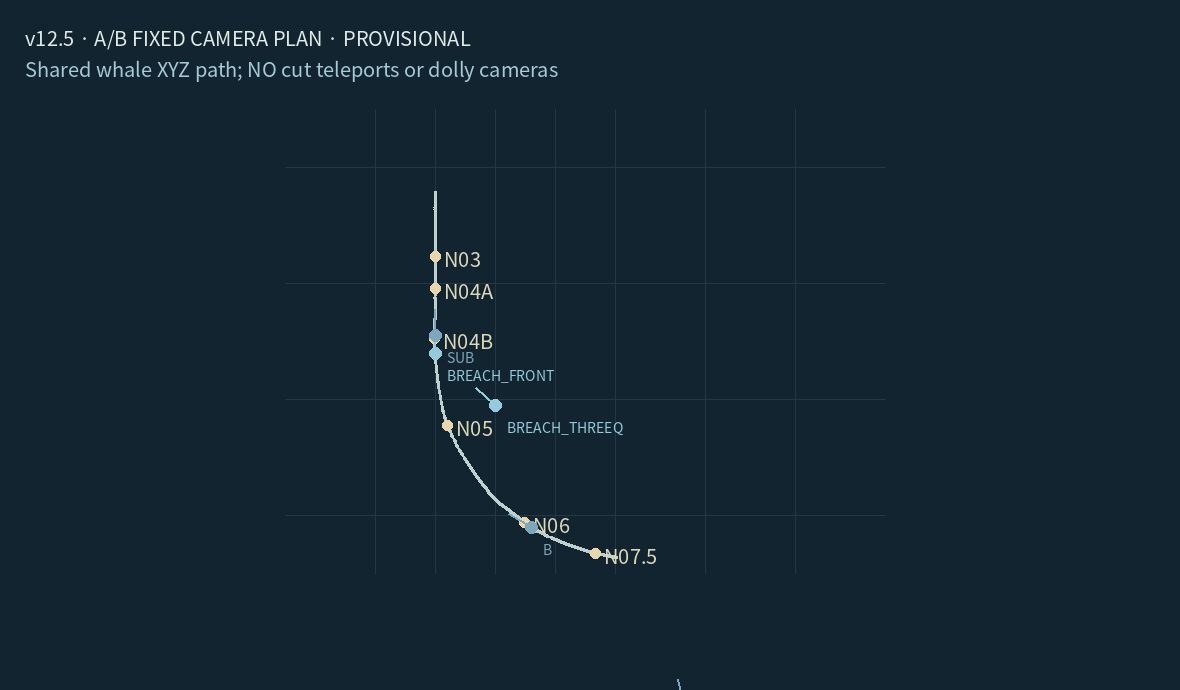 v12.5 · A/B FIXED CAMERA PLAN · PROVISIONAL
Shared whale XYZ path; NO cut teleports or dolly cameras
N03
N04A
N04B
SUB
BREACH_FRONT
BREACH_THREEQ
N05
N06
B
N07.5